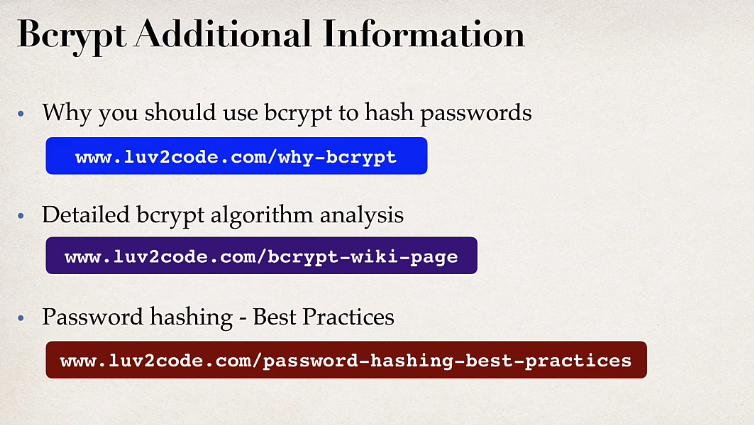 Bcrypt Additional Information
• Why you should use bcrypt to hash passwords
www.luv2code.com/why-bcrypt
• Detailed bcrypt algorithm analysis
www.luv2code.com/bcrypt-wiki-page
• Password hashing - Best Practices
www.luv2code.com/password-hashing-best-practices